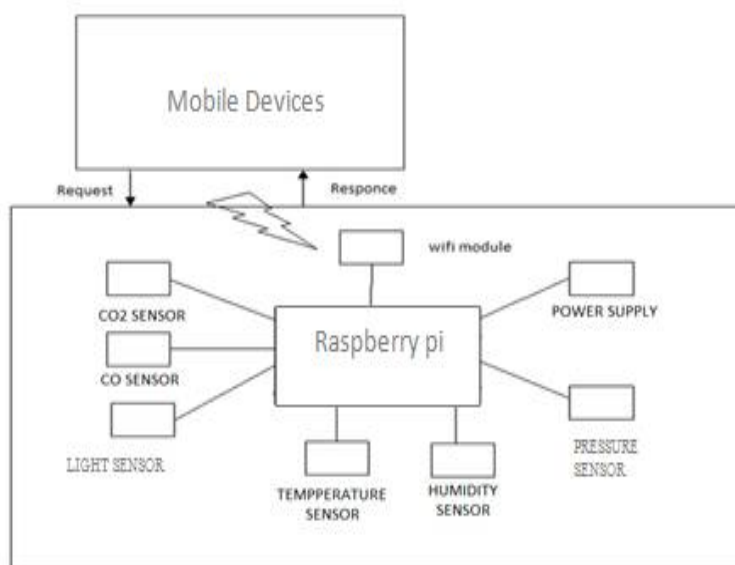 Mobile Devices
Request
Responce
wifi module
CO2 SENSOR
POWER SUPPLY
Raspberry pi
CO SENSOR
LIGHT SENSOR
PRESSURE
SENSOR
TEMPPERATURE
SENSOR
HUMIDITY
SENSOR